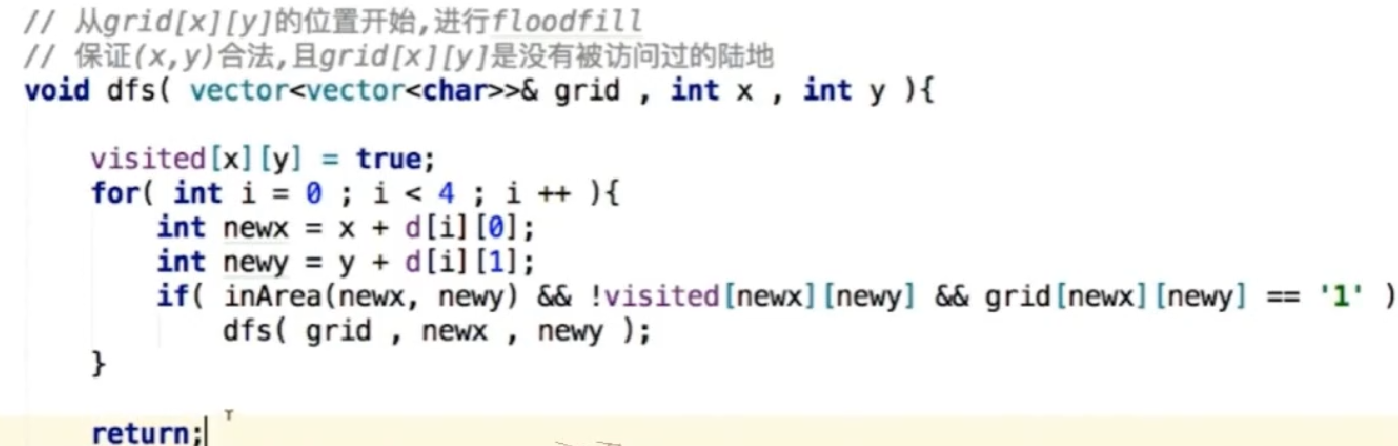 // 从grid[x][y]的位置开始,进行floodfill
// 保证(x,y)合法,且grid[x][y]是没有被访问过的陆地
void dfs( vector<vector<char>>& grid , int x , int y ){
visited[x][y] = true;
for( int i = 0 ; i < 4 ; i ++ ){
int newx = x + d[i][0];
int newy = y + d[i][1];
if( inArea(newx, newy) && !visited[newx][newy] && grid[newx][newy] == '1' )
dfs( grid , newx , newy );
}
return;